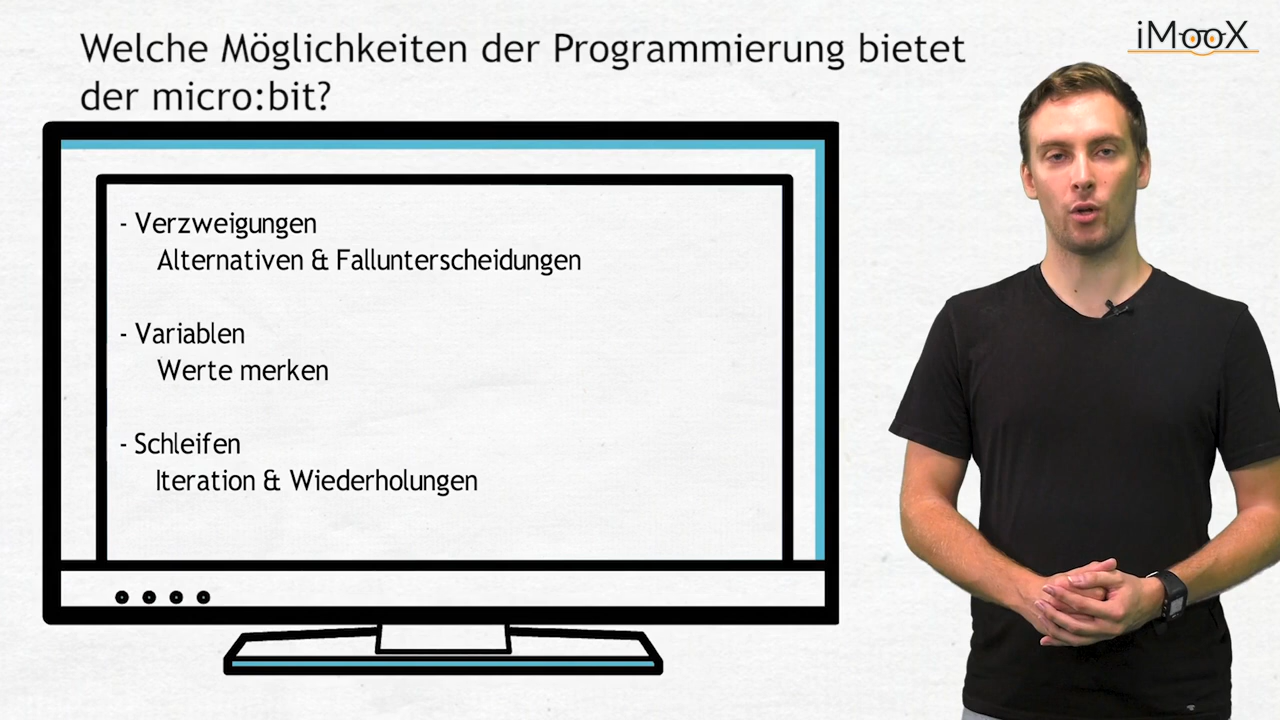 Welche Möglichkeiten der Programmierung bietet
der micro:bit?
iMooX
- Verzweigungen
Alternativen & Fallunterscheidungen
- Variablen
Werte merken
- Schleifen
Iteration & Wiederholungen